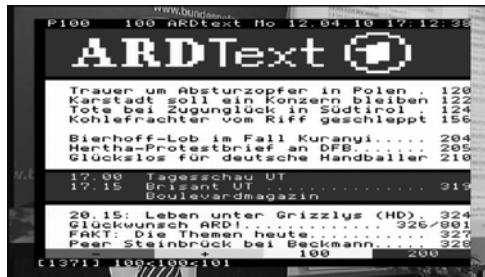 www.bundes
P100 100 ARDtext Mo 12.04.10 17:12:38
ARDText 1
Trauer um Absturzopfer in Polen . 120
Karstadt soll ein Konzern bleiben 122
Tote bei Zugunglück in Südtirol . 124
Kohlefrachter vom Riff geschleppt 156
Bierhoff-Lob im Fall Kuranyi..... 204
Hertha-Protestbrief an DFB....... 205
Glückslos für deutsche Handballer 210
17.00 Tagesschau UT
17.15 Brisant UT ................ 319
Boulevardmagazin
20.15: Leben unter Grizzlys (HD). 324
Glückwunsch ARD!............. 326/801
FAKT: Die Themen heute........... 327
Peer Steinbrück bei Beckmann..... 328
- + 100 200
[1371] 100<100<101